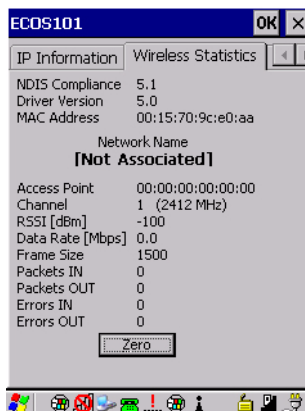 ECOS101 OK
IP Information Wireless Statistics
NDIS Compliance 5.1
Driver Version 5.0
MAC Address 00:15:70:9c:e0:aa
Network Name
[Not Associated]
Access Point 00:00:00:00:00:00
Channel 1 (2412 MHz)
RSSI [dBm] -100
Data Rate [Mbps] 0.0
Frame Size 1500
Packets IN 0
Packets OUT 0
Errors IN 0
Errors OUT 0
Zero